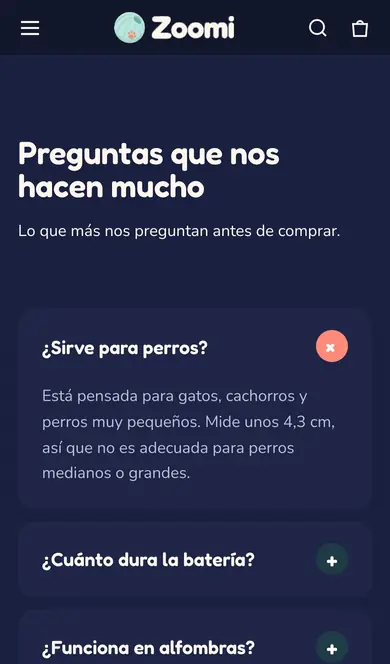 Zoomi
Preguntas que nos
hacen mucho
Lo que más nos preguntan antes de comprar.
¿Sirve para perros?
Está pensada para gatos, cachorros y
perros muy pequeños. Mide unos 4,3 cm,
así que no es adecuada para perros
medianos o grandes.
¿Cuánto dura la batería?
¿Funciona en alfombras?